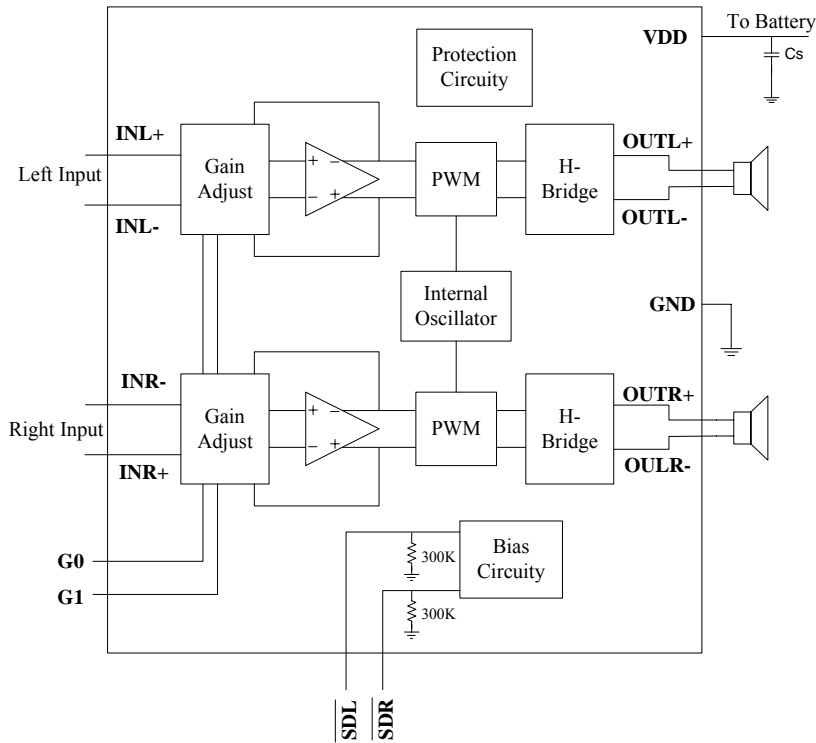 To Battery
VDD
Cs
Protection
Circuity
INL+
OUTL+
Left Input
Gain
Adjust
+
−
−
+
PWM
H-
Bridge
INL-
OUTL-
Internal
Oscillator
GND
INR-
OUTR+
Right Input
Gain
Adjust
+
−
−
+
PWM
H-
Bridge
INR+
OULR-
G0
G1
300K
300K
Bias
Circuity
SDL
SDR